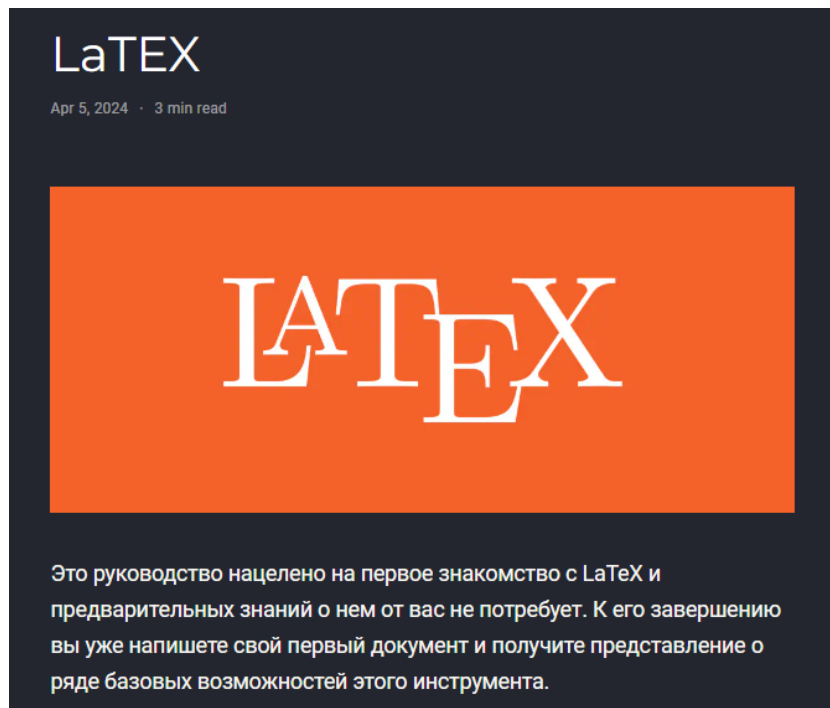 LaTEX
Apr 5, 2024 · 3 min read
LATEX
Это руководство нацелено на первое знакомство с LaTeX и
предварительных знаний о нем от вас не потребует. К его завершению
вы уже напишете свой первый документ и получите представление о
ряде базовых возможностей этого инструмента.